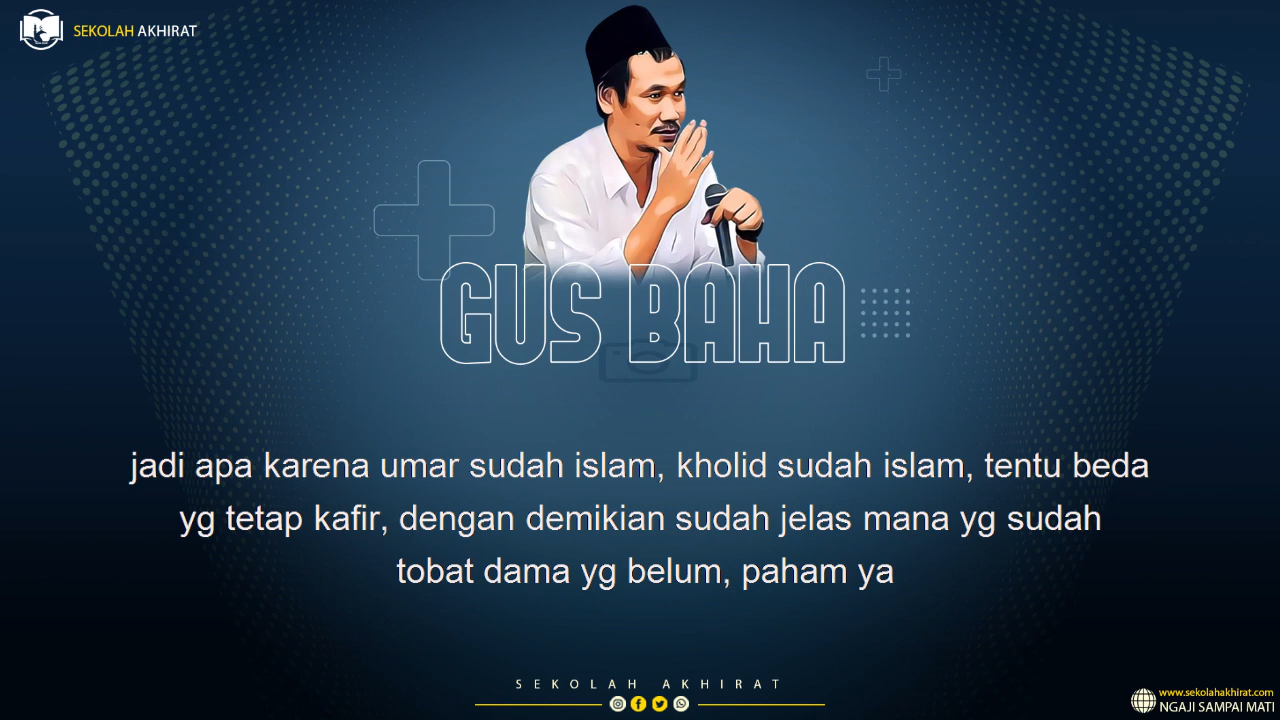 SEKOLAH AKHIRAT
GUS BAHA
jadi apa karena umar sudah islam, kholid sudah islam, tentu beda
yg tetap kafir, dengan demikian sudah jelas mana yg sudah
tobat dama yg belum, paham ya
SEKOLAH AKHIRAT
www.sekolahakhirat.com
NGAJI SAMPAI MATI